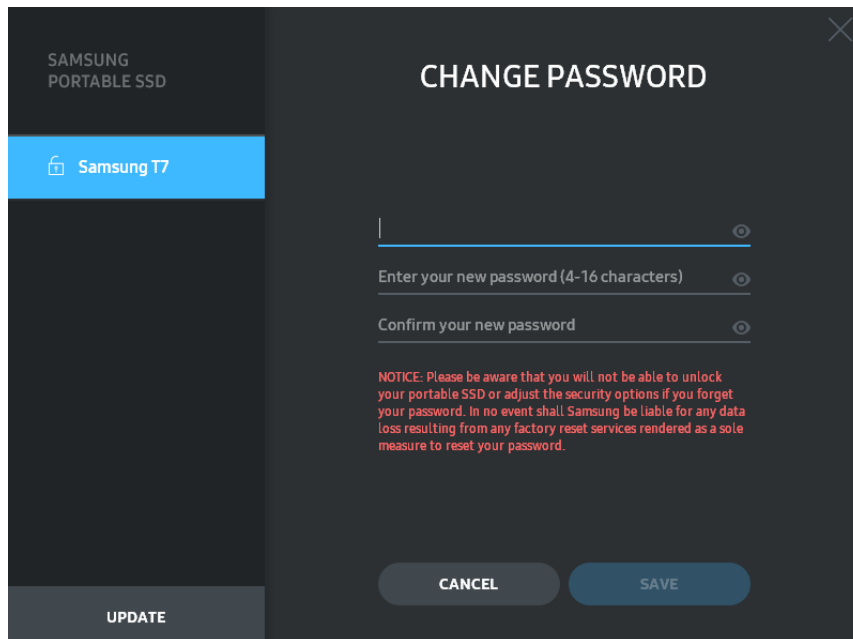 SAMSUNG
PORTABLE SSD
Samsung T7
UPDATE
CHANGE PASSWORD
Enter your new password (4-16 characters)
Confirm your new password
NOTICE: Please be aware that you will not be able to unlock
your portable SSD or adjust the security options if you forget
your password. In no event shall Samsung be liable for any data
loss resulting from any factory reset services rendered as a sole
measure to reset your password.
CANCEL
SAVE